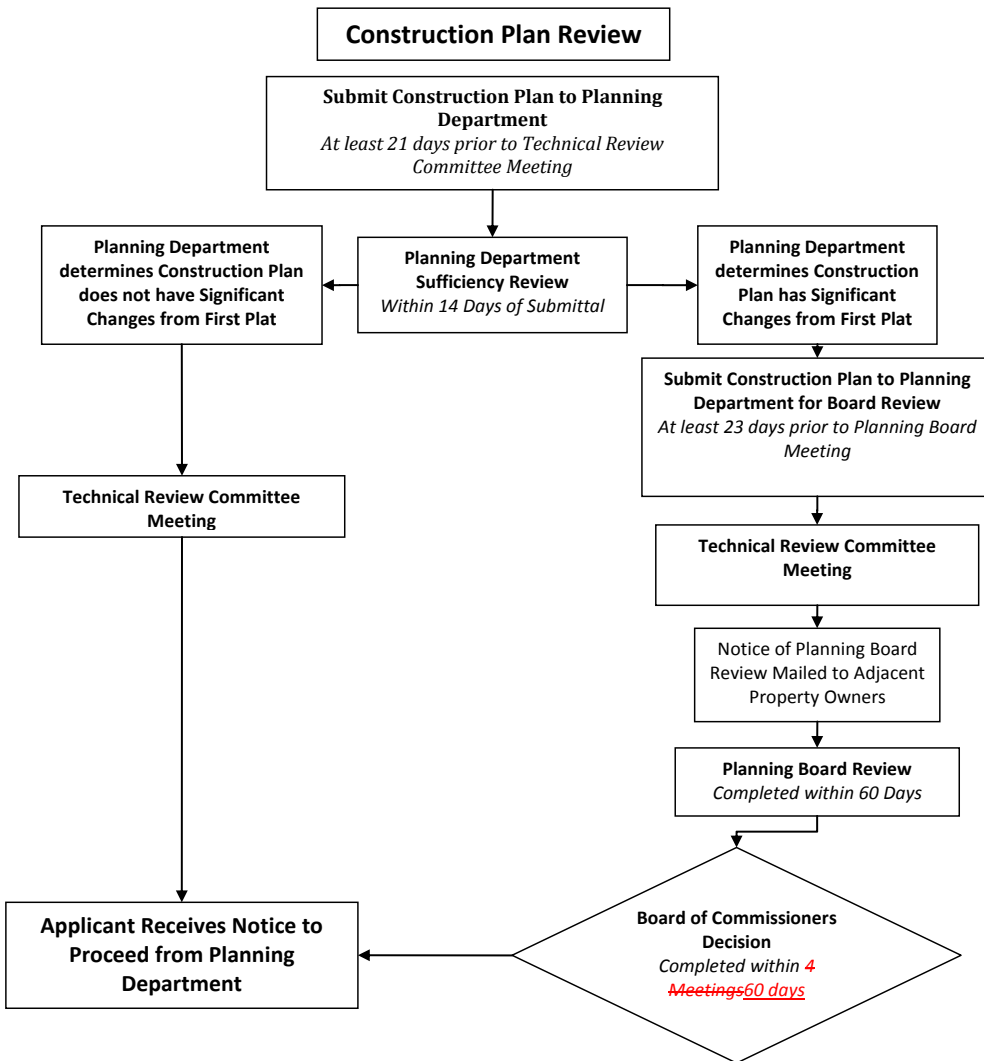 Construction Plan Review
Submit Construction Plan to Planning
Department
At least 21 days prior to Technical Review
Committee Meeting
Planning Department
determines Construction Plan
does not have Significant
Changes from First Plat
Planning Department
Sufficiency Review
Within 14 Days of Submittal
Planning Department
determines Construction
Plan has Significant
Changes from First Plat
Submit Construction Plan to Planning
Department for Board Review
At least 23 days prior to Planning Board
Meeting
Technical Review Committee
Meeting
Technical Review Committee
Meeting
Notice of Planning Board
Review Mailed to Adjacent
Property Owners
Planning Board Review
Completed within 60 Days
Board of Commissioners
Decision
Completed within 4
Meetings60 days
Applicant Receives Notice to
Proceed from Planning
Department